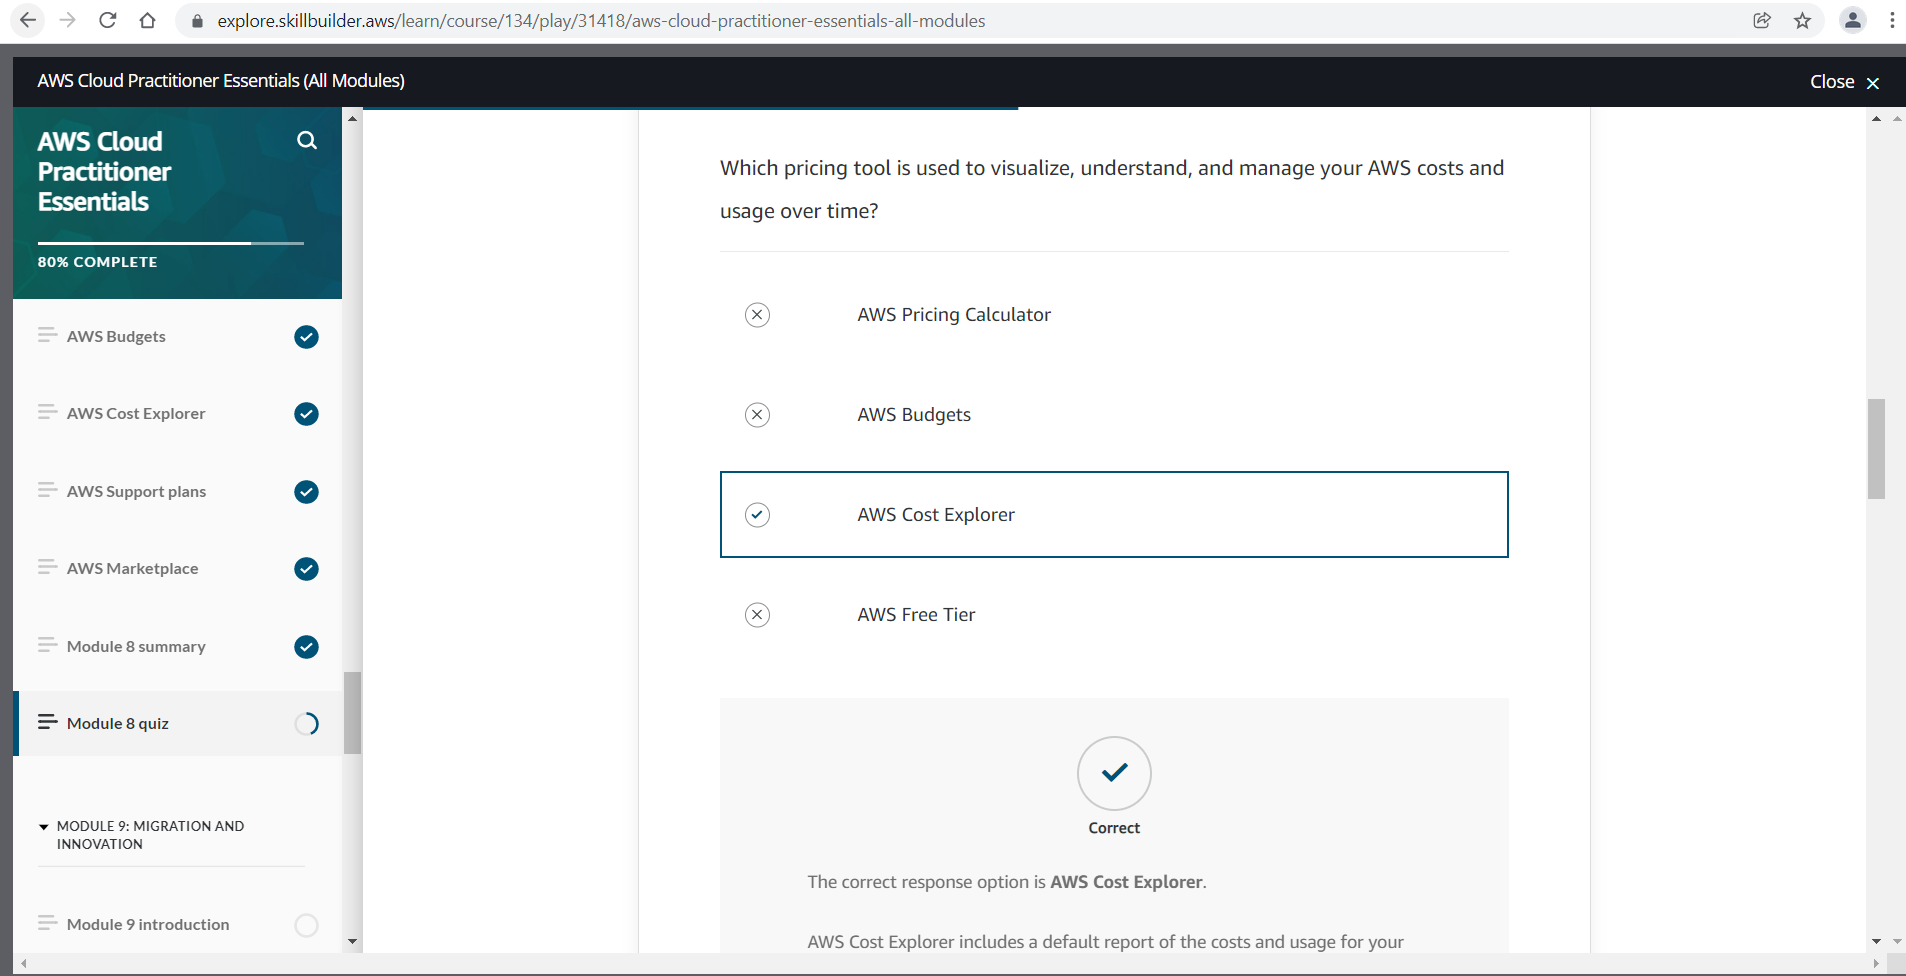 explore.skillbuilder.aws/learn/course/134/play/31418/aws-cloud-practitioner-essentials-all-modules
AWS Cloud Practitioner Essentials (All Modules)
Close
AWS Cloud
Practitioner
Essentials
80% COMPLETE
AWS Budgets
AWS Cost Explorer
AWS Support plans
AWS Marketplace
Module 8 summary
Module 8 quiz
MODULE 9: MIGRATION AND
INNOVATION
Module 9 introduction
Which pricing tool is used to visualize, understand, and manage your AWS costs and
usage over time?
AWS Pricing Calculator
AWS Budgets
AWS Cost Explorer
AWS Free Tier
Correct
The correct response option is AWS Cost Explorer.
AWS Cost Explorer includes a default report of the costs and usage for your